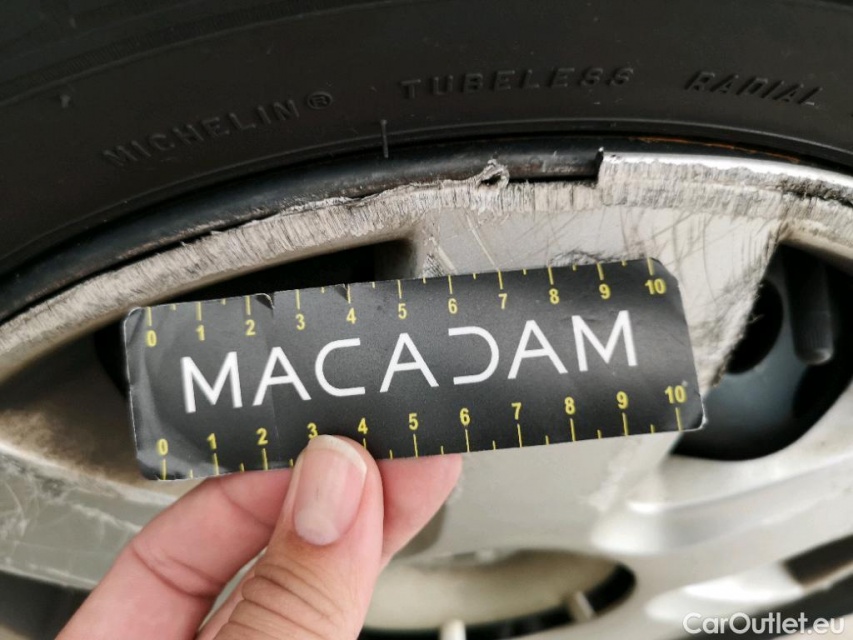 MICHELIN® TUBELESS RADIAL
0 1 2 3 4 5 6 7 8 9 10
MACADAM
0 1 2 3 4 5 6 7 8 9 10
CarOutlet.eu